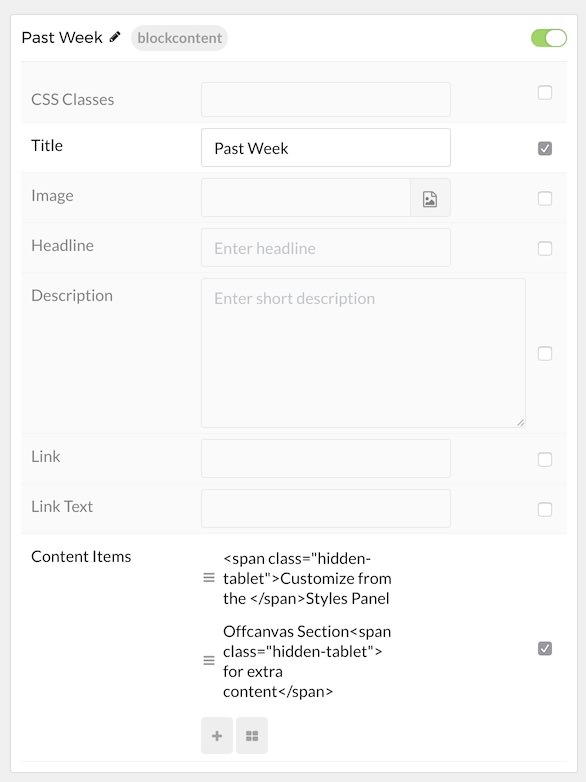 Past Week blockcontent
CSS Classes
Title Past Week
Image
Headline Enter headline
Description Enter short description
Link
Link Text
Content Items
<span class="hidden-
tablet">Customize from
the </span>Styles Panel
Offcanvas Section<span
class="hidden-tablet">
for extra
content</span>